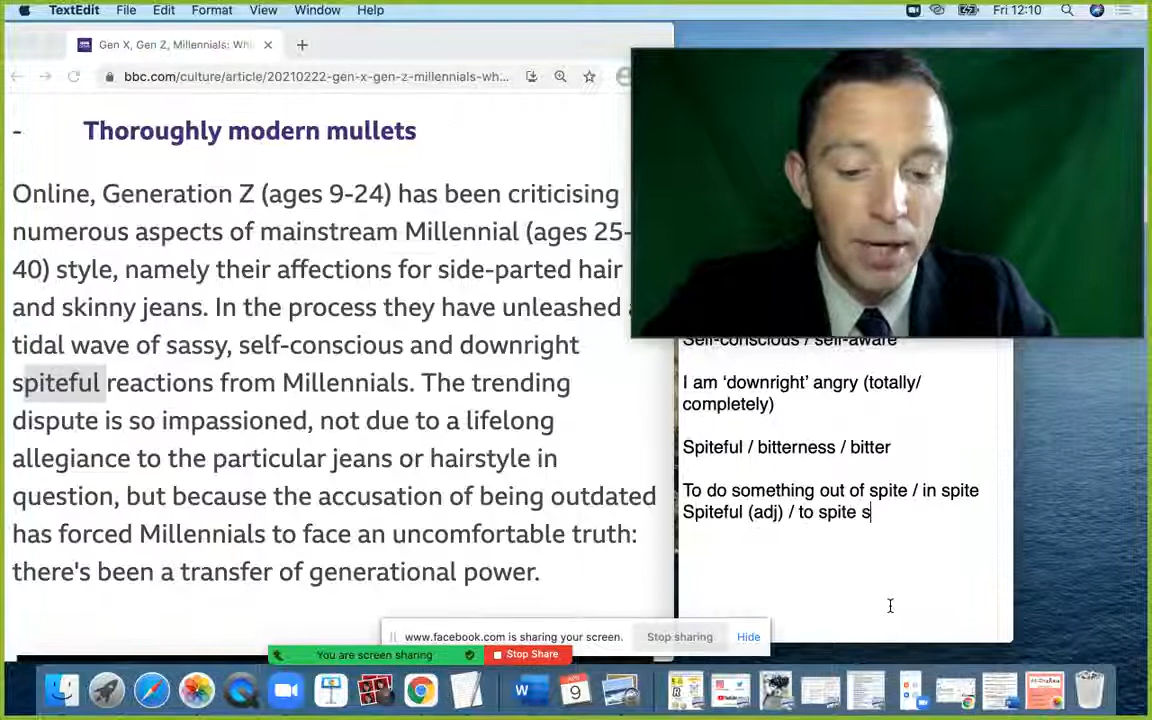 TextEdit File Edit Format View Window Help Fri 12:10
Gen X, Gen Z, Millennials: Whi
bbc.com/culture/article/20210222-gen-x-gen-z-millennials-wh...
- Thoroughly modern mullets
Online, Generation Z (ages 9-24) has been criticising
numerous aspects of mainstream Millennial (ages 25-
40) style, namely their affections for side-parted hair
and skinny jeans. In the process they have unleashed a
tidal wave of sassy, self-conscious and downright
spiteful reactions from Millennials. The trending
dispute is so impassioned, not due to a lifelong
allegiance to the particular jeans or hairstyle in
question, but because the accusation of being outdated
has forced Millennials to face an uncomfortable truth:
there's been a transfer of generational power.
Self-conscious / self-aware
I am ‘downright’ angry (totally/
completely)
Spiteful / bitterness / bitter
To do something out of spite / in spite
Spiteful (adj) / to spite s
www.facebook.com is sharing your screen. Stop sharing Hide
You are screen sharing Stop Share
W
APR
9